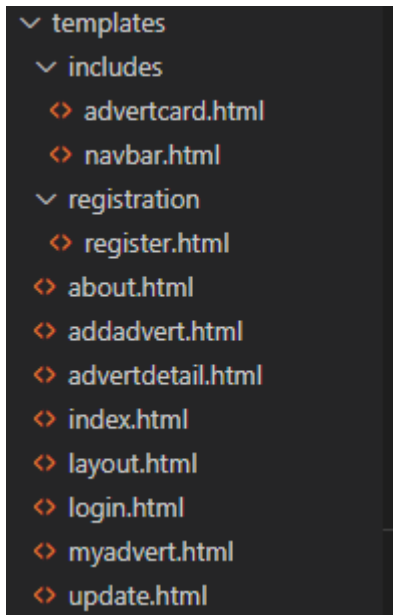 templates
includes
advertcard.html
navbar.html
registration
register.html
about.html
addadvert.html
advertdetail.html
index.html
layout.html
login.html
myadvert.html
update.html